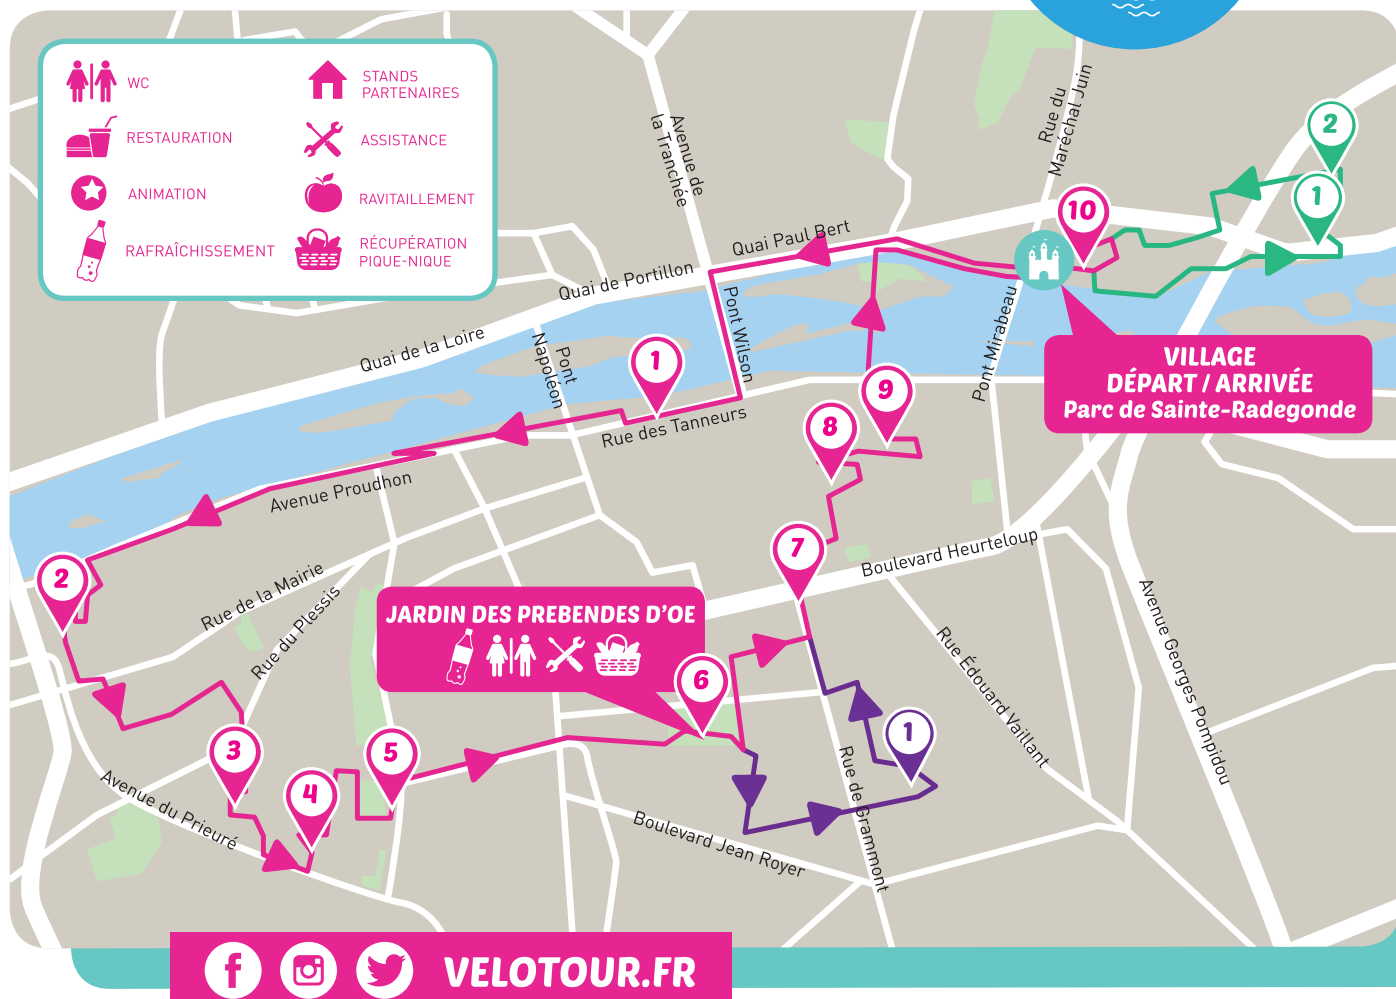 WC
RESTAURATION
ANIMATION
RAFRAÎCHISSEMENT
STANDS
PARTENAIRES
ASSISTANCE
RAVITAILLEMENT
RÉCUPÉRATION
PIQUE-NIQUE
Avenue de
la Tranchée
Rue du
Maréchal Juin
2
1
10
Quai Paul Bert
Quai de Portillon
Quai de la Loire
Pont
Napoléon
Pont Wilson
Pont Mirabeau
1
VILLAGE
DÉPART / ARRIVÉE
Parc de Sainte-Radegonde
9
8
Rue des Tanneurs
Avenue Proudhon
7
2
Boulevard Heurteloup
Rue de la Mairie
Rue du Plessis
JARDIN DES PREBENDES D'OE
6
Rue Édouard Vaillant
Avenue Georges Pompidou
1
3
5
4
Avenue du Prieuré
Rue de Grammont
Boulevard Jean Royer
f
VELOTOUR.FR